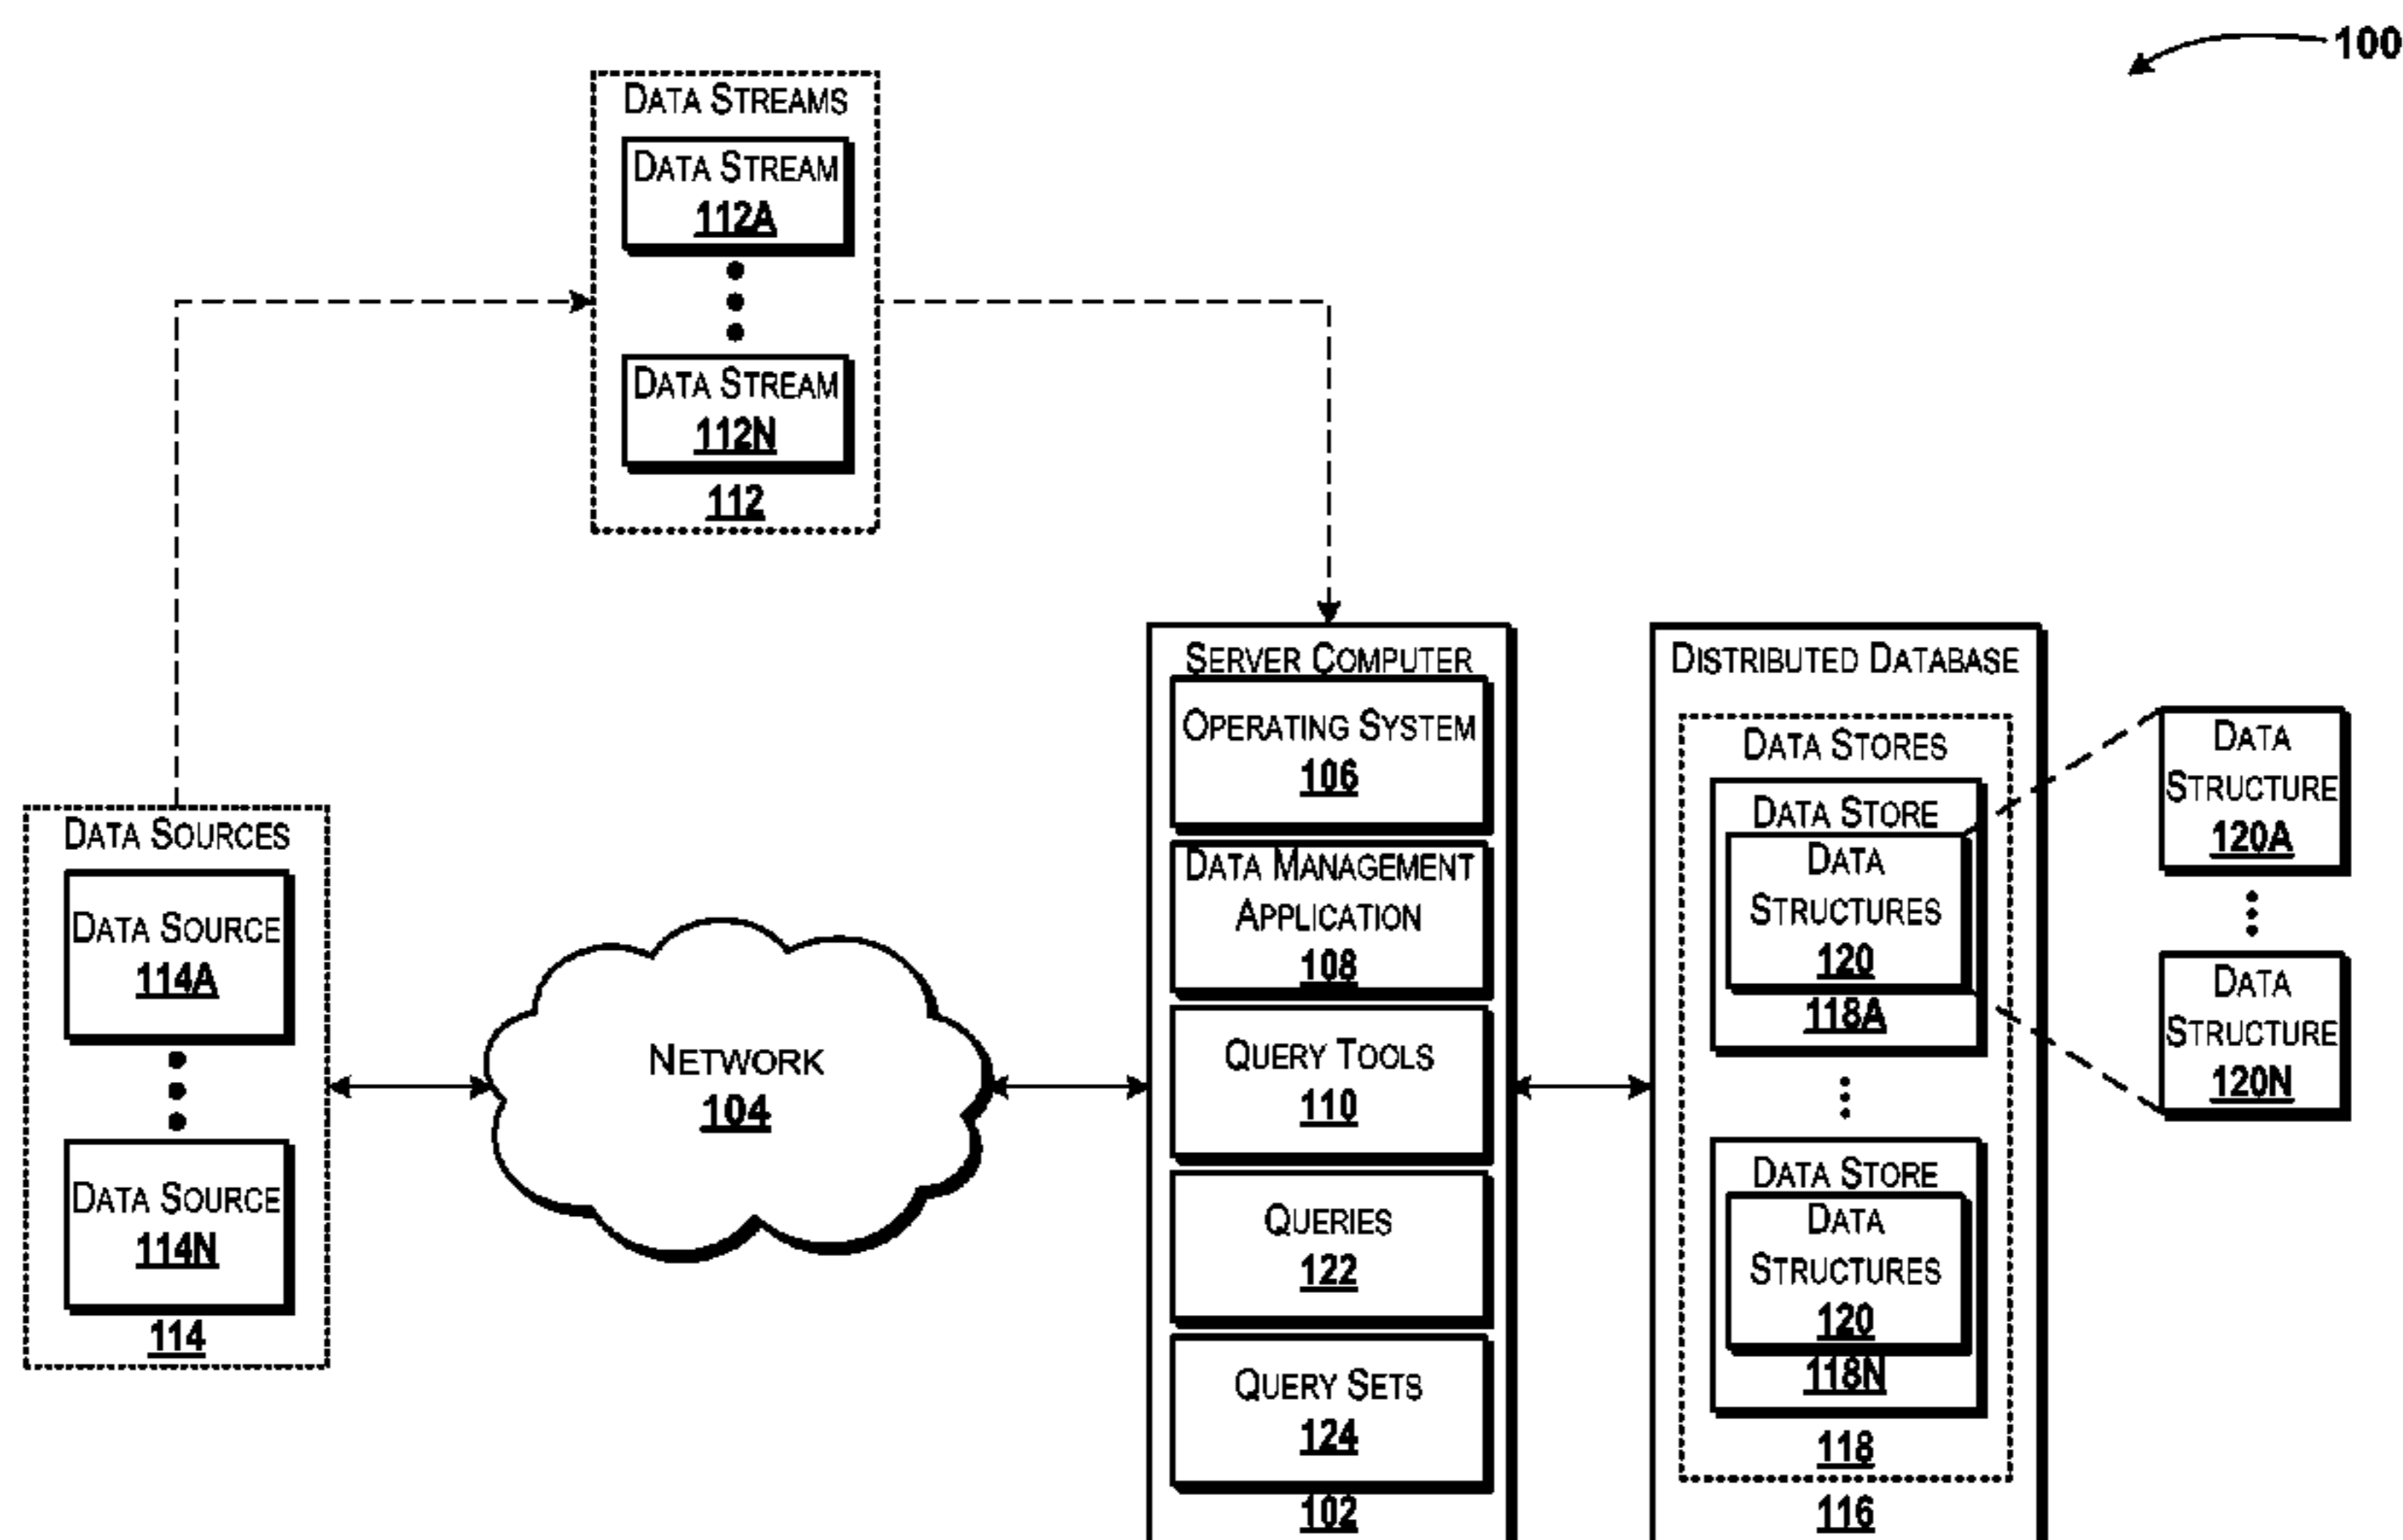 100
DATA STREAMS
DATA STREAM
112A
DATA STREAM
112N
112
DATA SOURCES
DATA SOURCE
114A
DATA SOURCE
114N
114
NETWORK
104
SERVER COMPUTER
OPERATING SYSTEM
106
DATA MANAGEMENT
APPLICATION
108
QUERY TOOLS
110
QUERIES
122
QUERY SETS
124
102
DISTRIBUTED DATABASE
DATA STORES
DATA STORE
DATA
STRUCTURES
120
118A
DATA STORE
DATA
STRUCTURES
120
118N
118
116
DATA
STRUCTURE
120A
DATA
STRUCTURE
120N